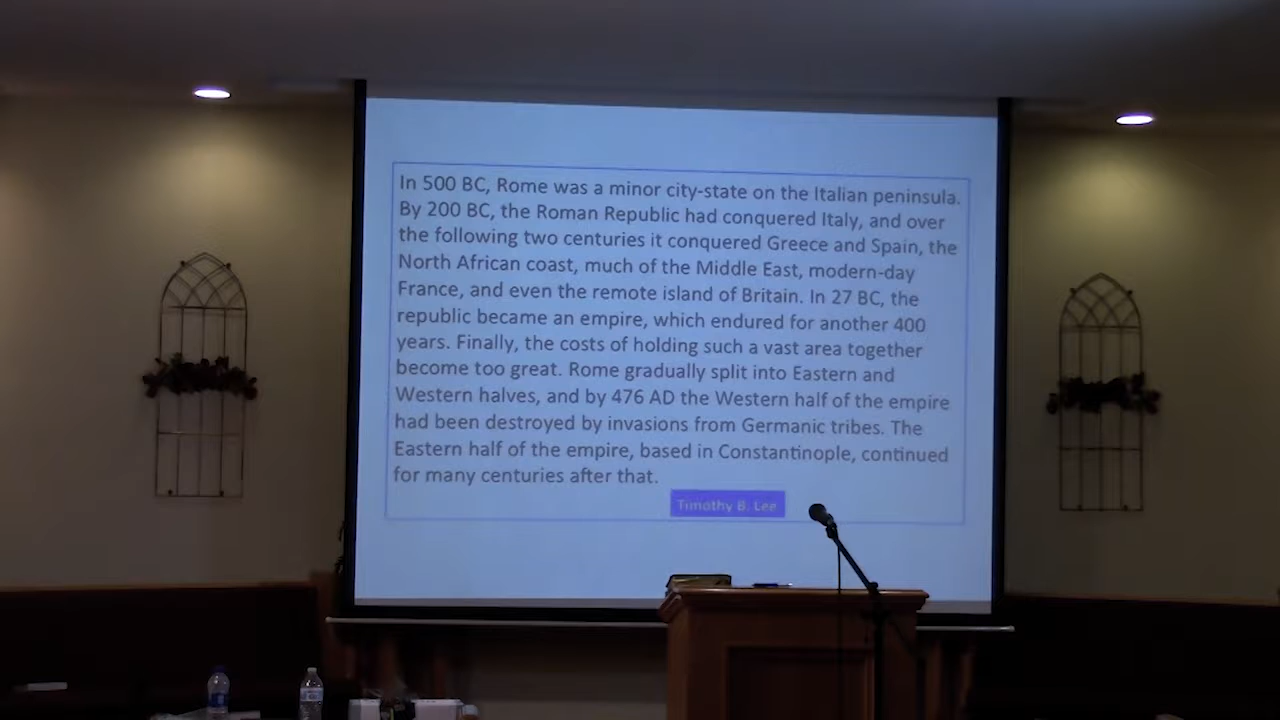 In 500 BC, Rome was a minor city-state on the Italian peninsula.
By 200 BC, the Roman Republic had conquered Italy, and over
the following two centuries it conquered Greece and Spain, the
North African coast, much of the Middle East, modern-day
France, and even the remote island of Britain. In 27 BC, the
republic became an empire, which endured for another 400
years. Finally, the costs of holding such a vast area together
become too great. Rome gradually split into Eastern and
Western halves, and by 476 AD the Western half of the empire
had been destroyed by invasions from Germanic tribes. The
Eastern half of the empire, based in Constantinople, continued
for many centuries after that.
Timothy B. Lee